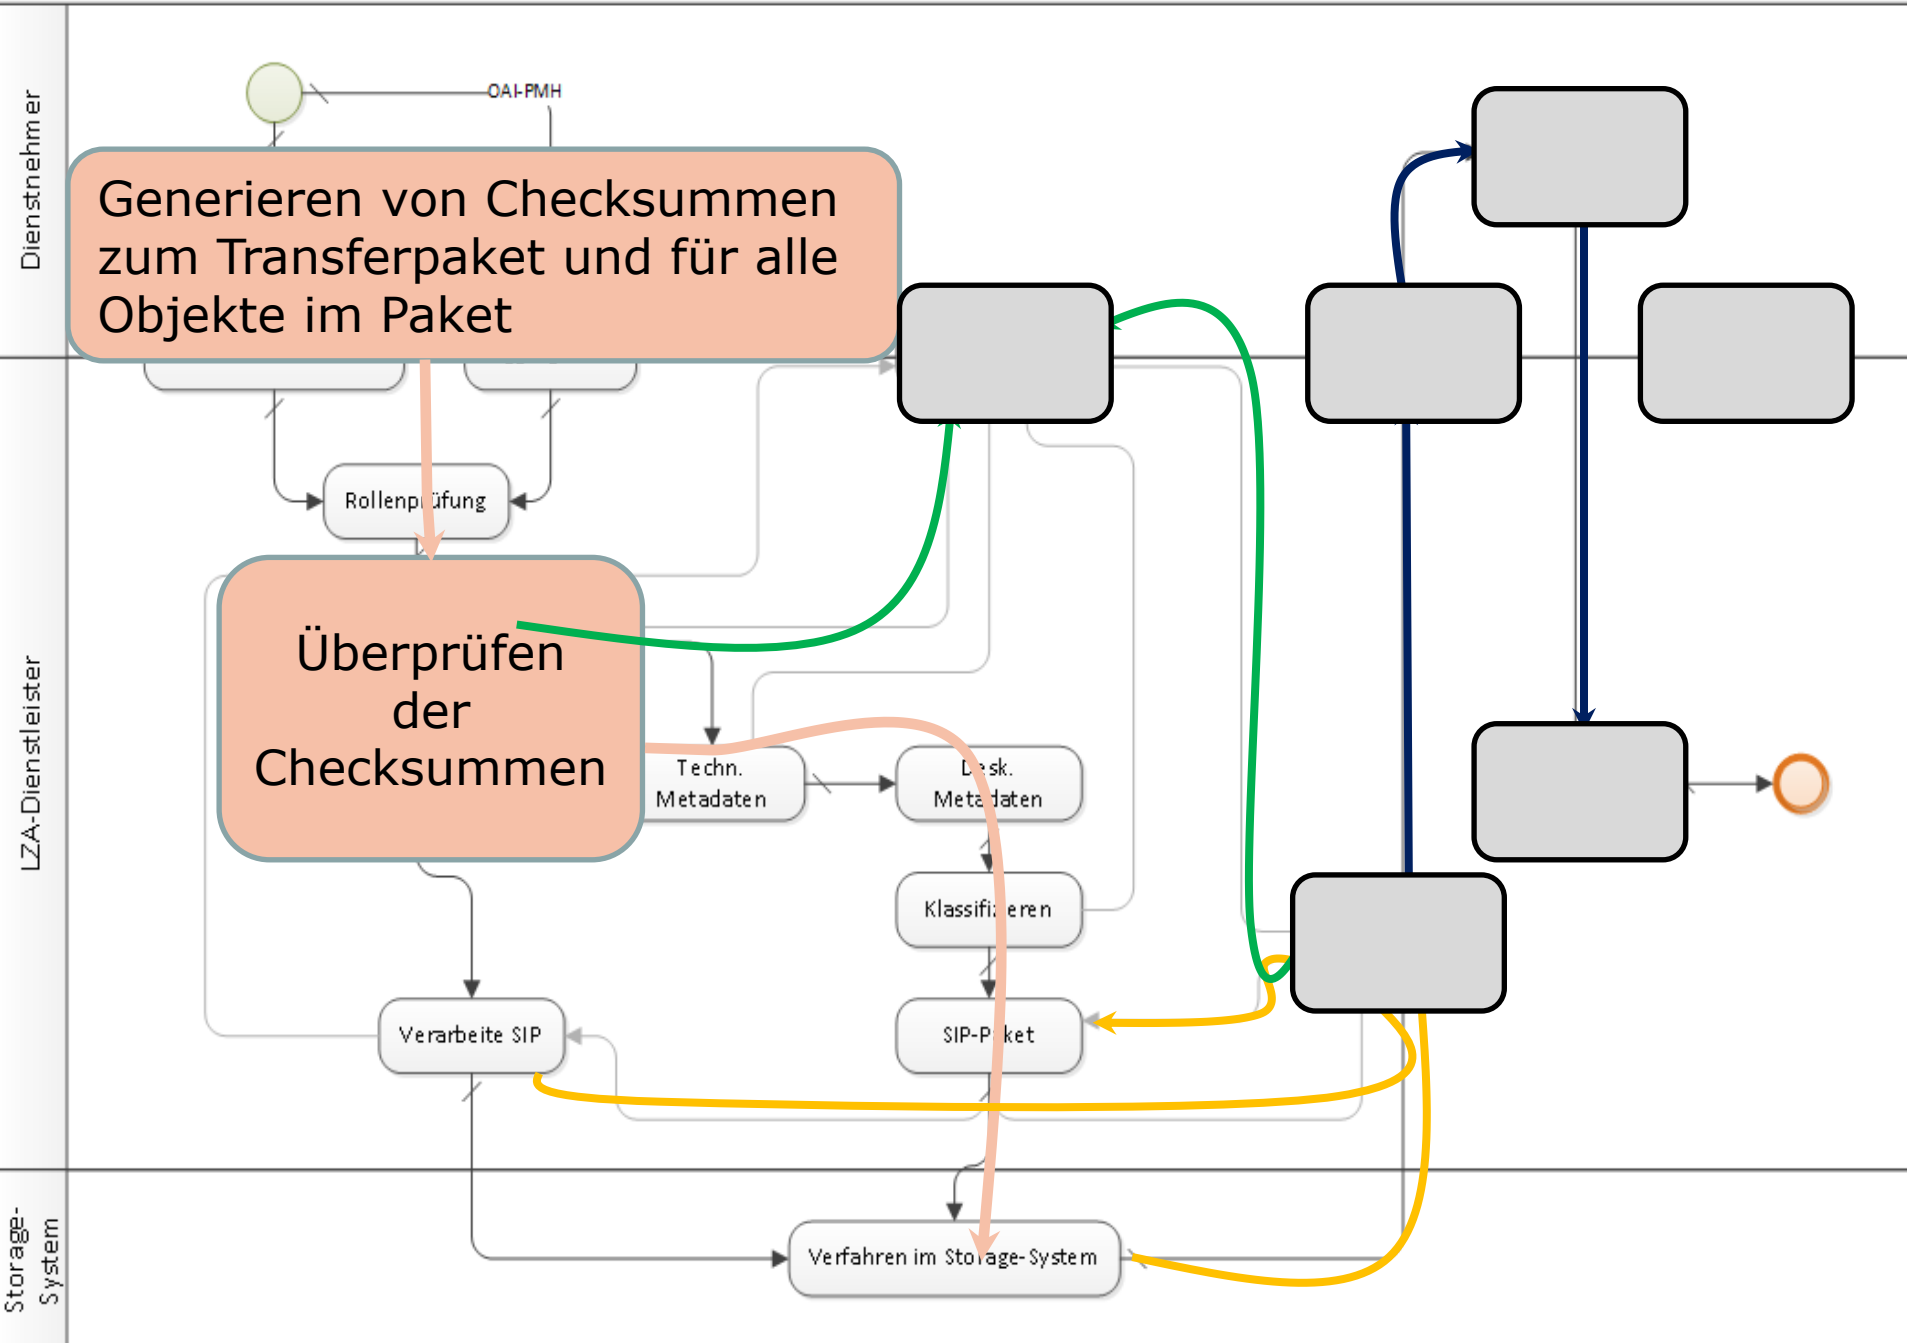 Dienstnehmer
OAI-PMH
Generieren von Checksummen
zum Transferpaket und für alle
Objekte im Paket
LZA-Dienstleister
Rollenprüfung
Überprüfen
der
Checksummen
Techn.
Metadaten
Desk.
Metadaten
Klassifizieren
Verarbeite SIP
SIP-Paket
Storage-
System
Verfahren im Storage-System